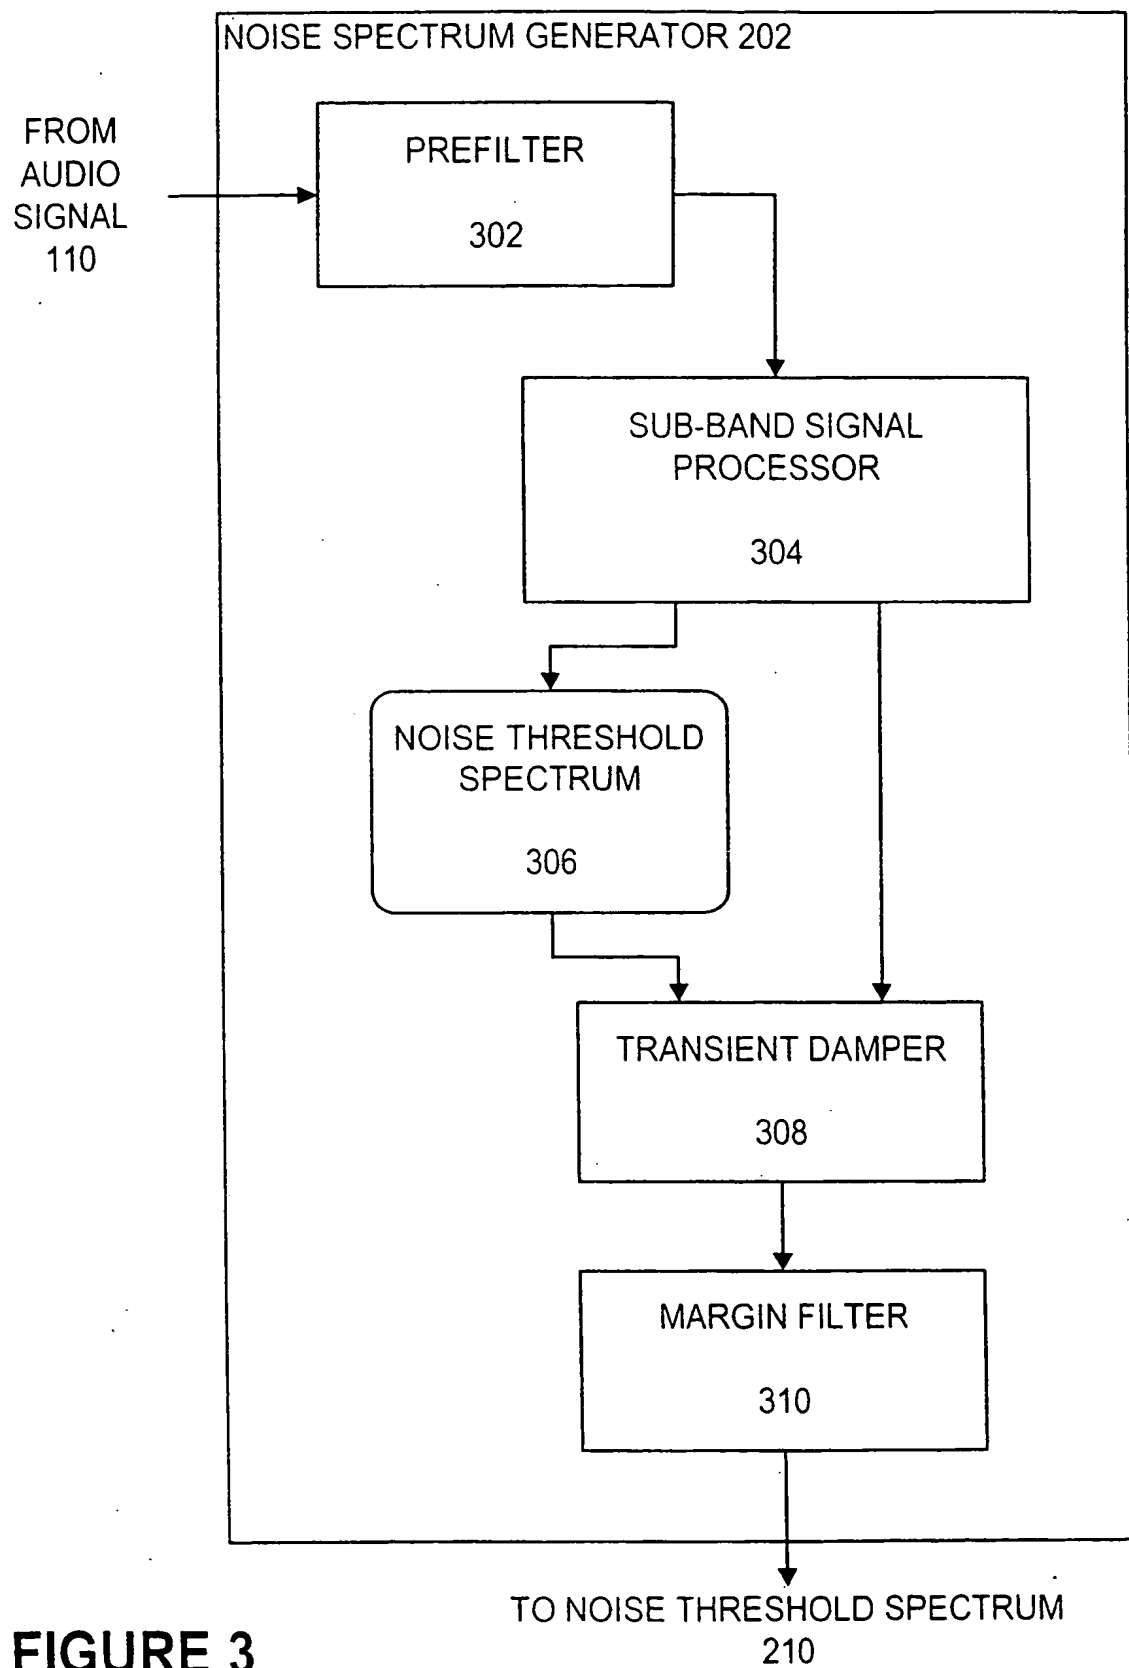 NOISE SPECTRUM GENERATOR 202
FROM
AUDIO
SIGNAL
110
PREFILTER
302
SUB-BAND SIGNAL
PROCESSOR
304
NOISE THRESHOLD
SPECTRUM
306
TRANSIENT DAMPER
308
MARGIN FILTER
310
TO NOISE THRESHOLD SPECTRUM
210
FIGURE 3